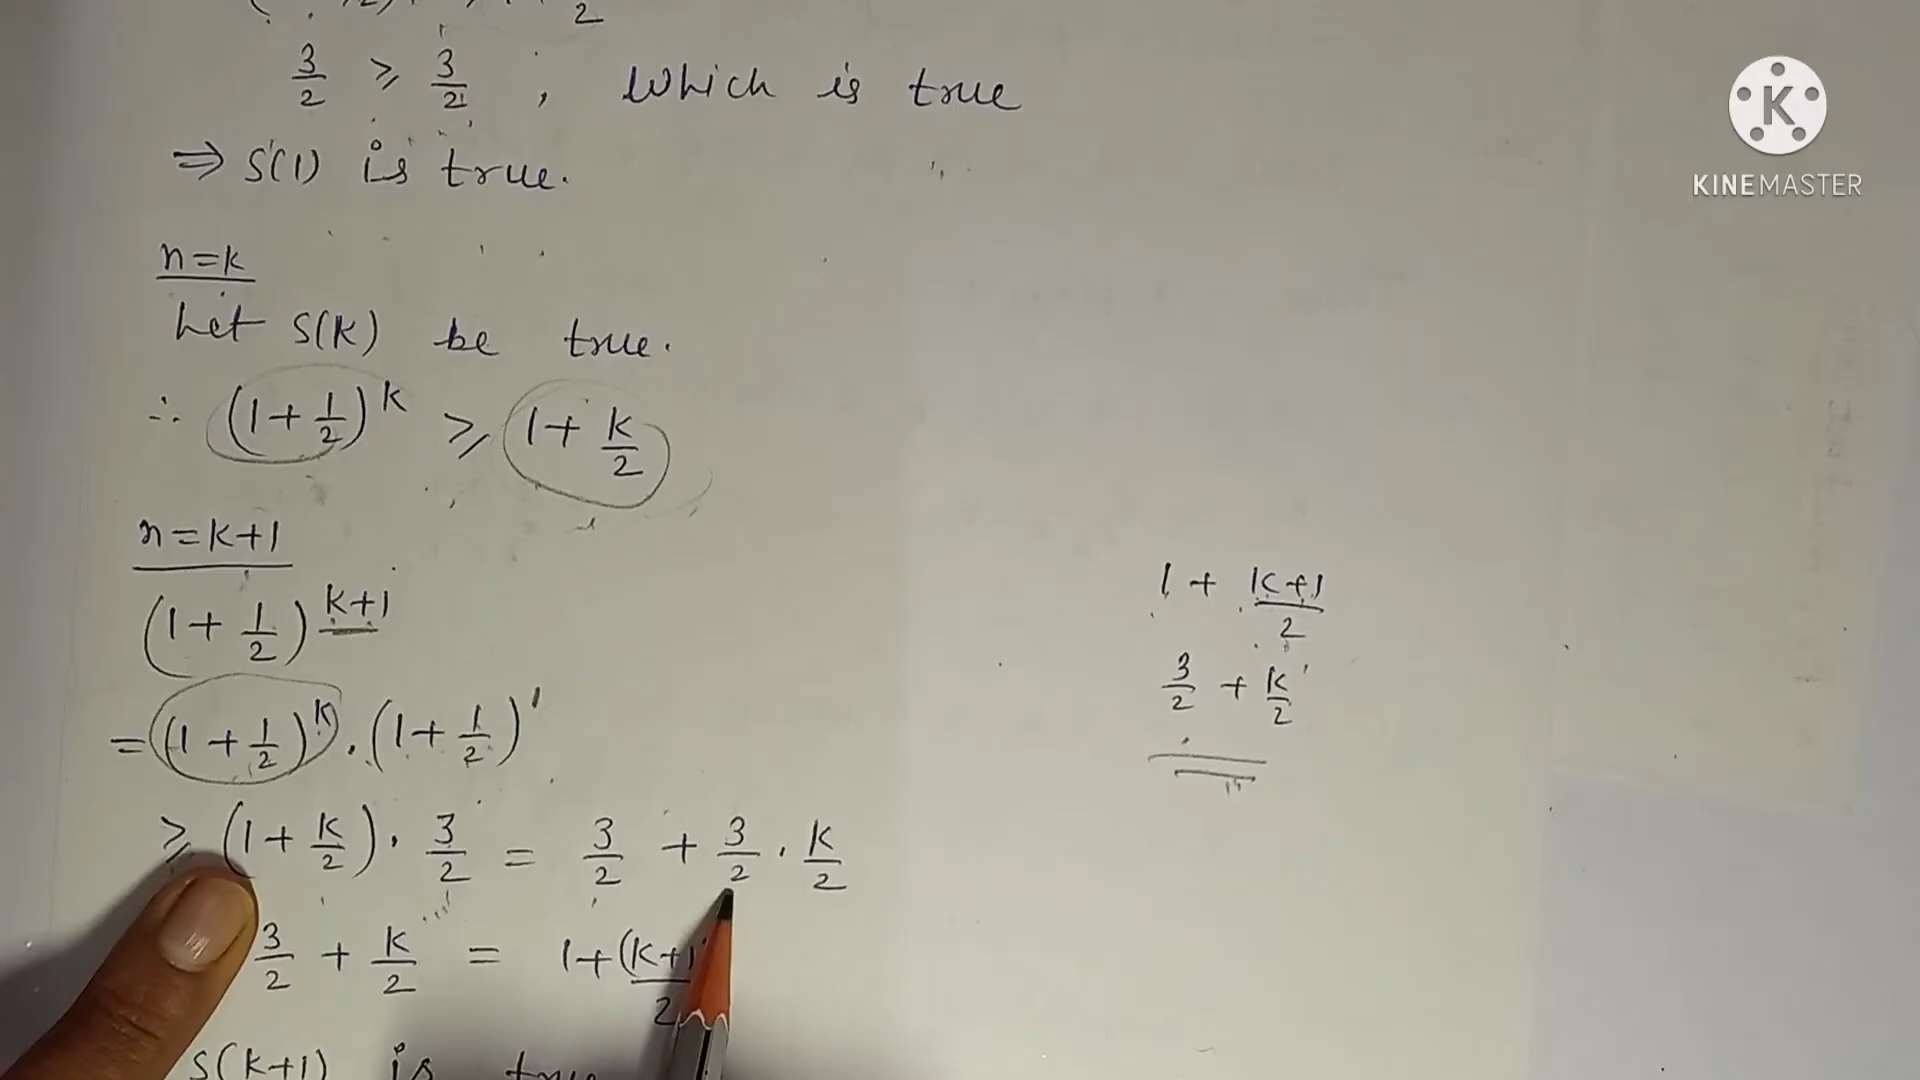 3/2 ≥ 3/2 , Which is true
⇒ S(1) is true.
n=k
Let S(k) be true.
∴ (1+1/2)^k ≥ 1+ k/2
n=k+1
(1+ 1/2)^(k+1)
= (1+1/2)^k . (1+1/2)^1
≥ (1+k/2) . 3/2 = 3/2 + 3/2 . k/2
3/2 + k/2 = 1+(k+1)/2
S(k+1) is true
1 + (k+1)/2
3/2 + k/2
K
KINEMASTER